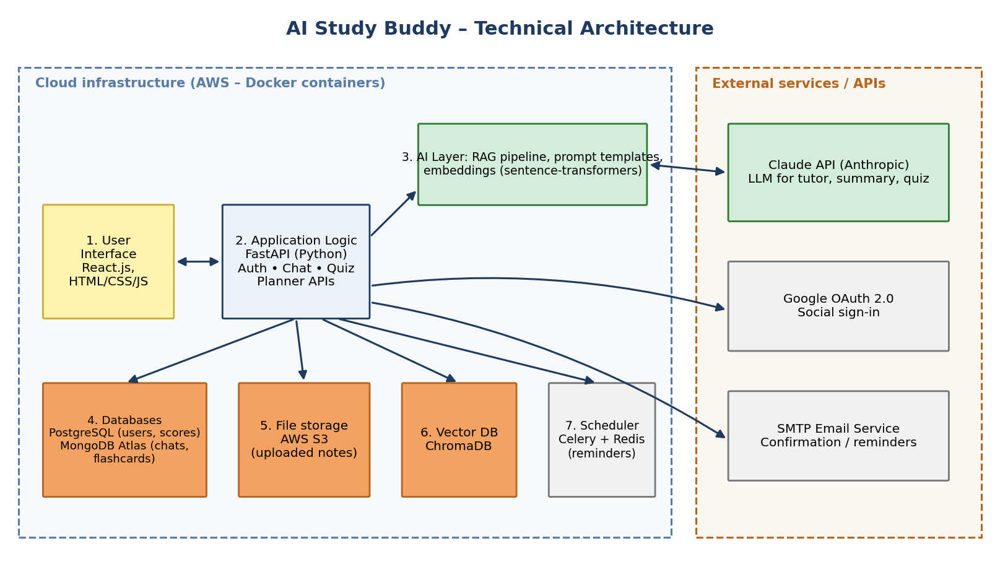 AI Study Buddy – Technical Architecture
Cloud infrastructure (AWS – Docker containers)
External services / APIs
3. AI Layer: RAG pipeline, prompt templates,
embeddings (sentence-transformers)
Claude API (Anthropic)
LLM for tutor, summary, quiz
1. User
Interface
React.js,
HTML/CSS/JS
2. Application Logic
FastAPI (Python)
Auth • Chat • Quiz
Planner APIs
Google OAuth 2.0
Social sign-in
4. Databases
PostgreSQL (users, scores)
MongoDB Atlas (chats,
flashcards)
5. File storage
AWS S3
(uploaded notes)
6. Vector DB
ChromaDB
7. Scheduler
Celery + Redis
(reminders)
SMTP Email Service
Confirmation / reminders